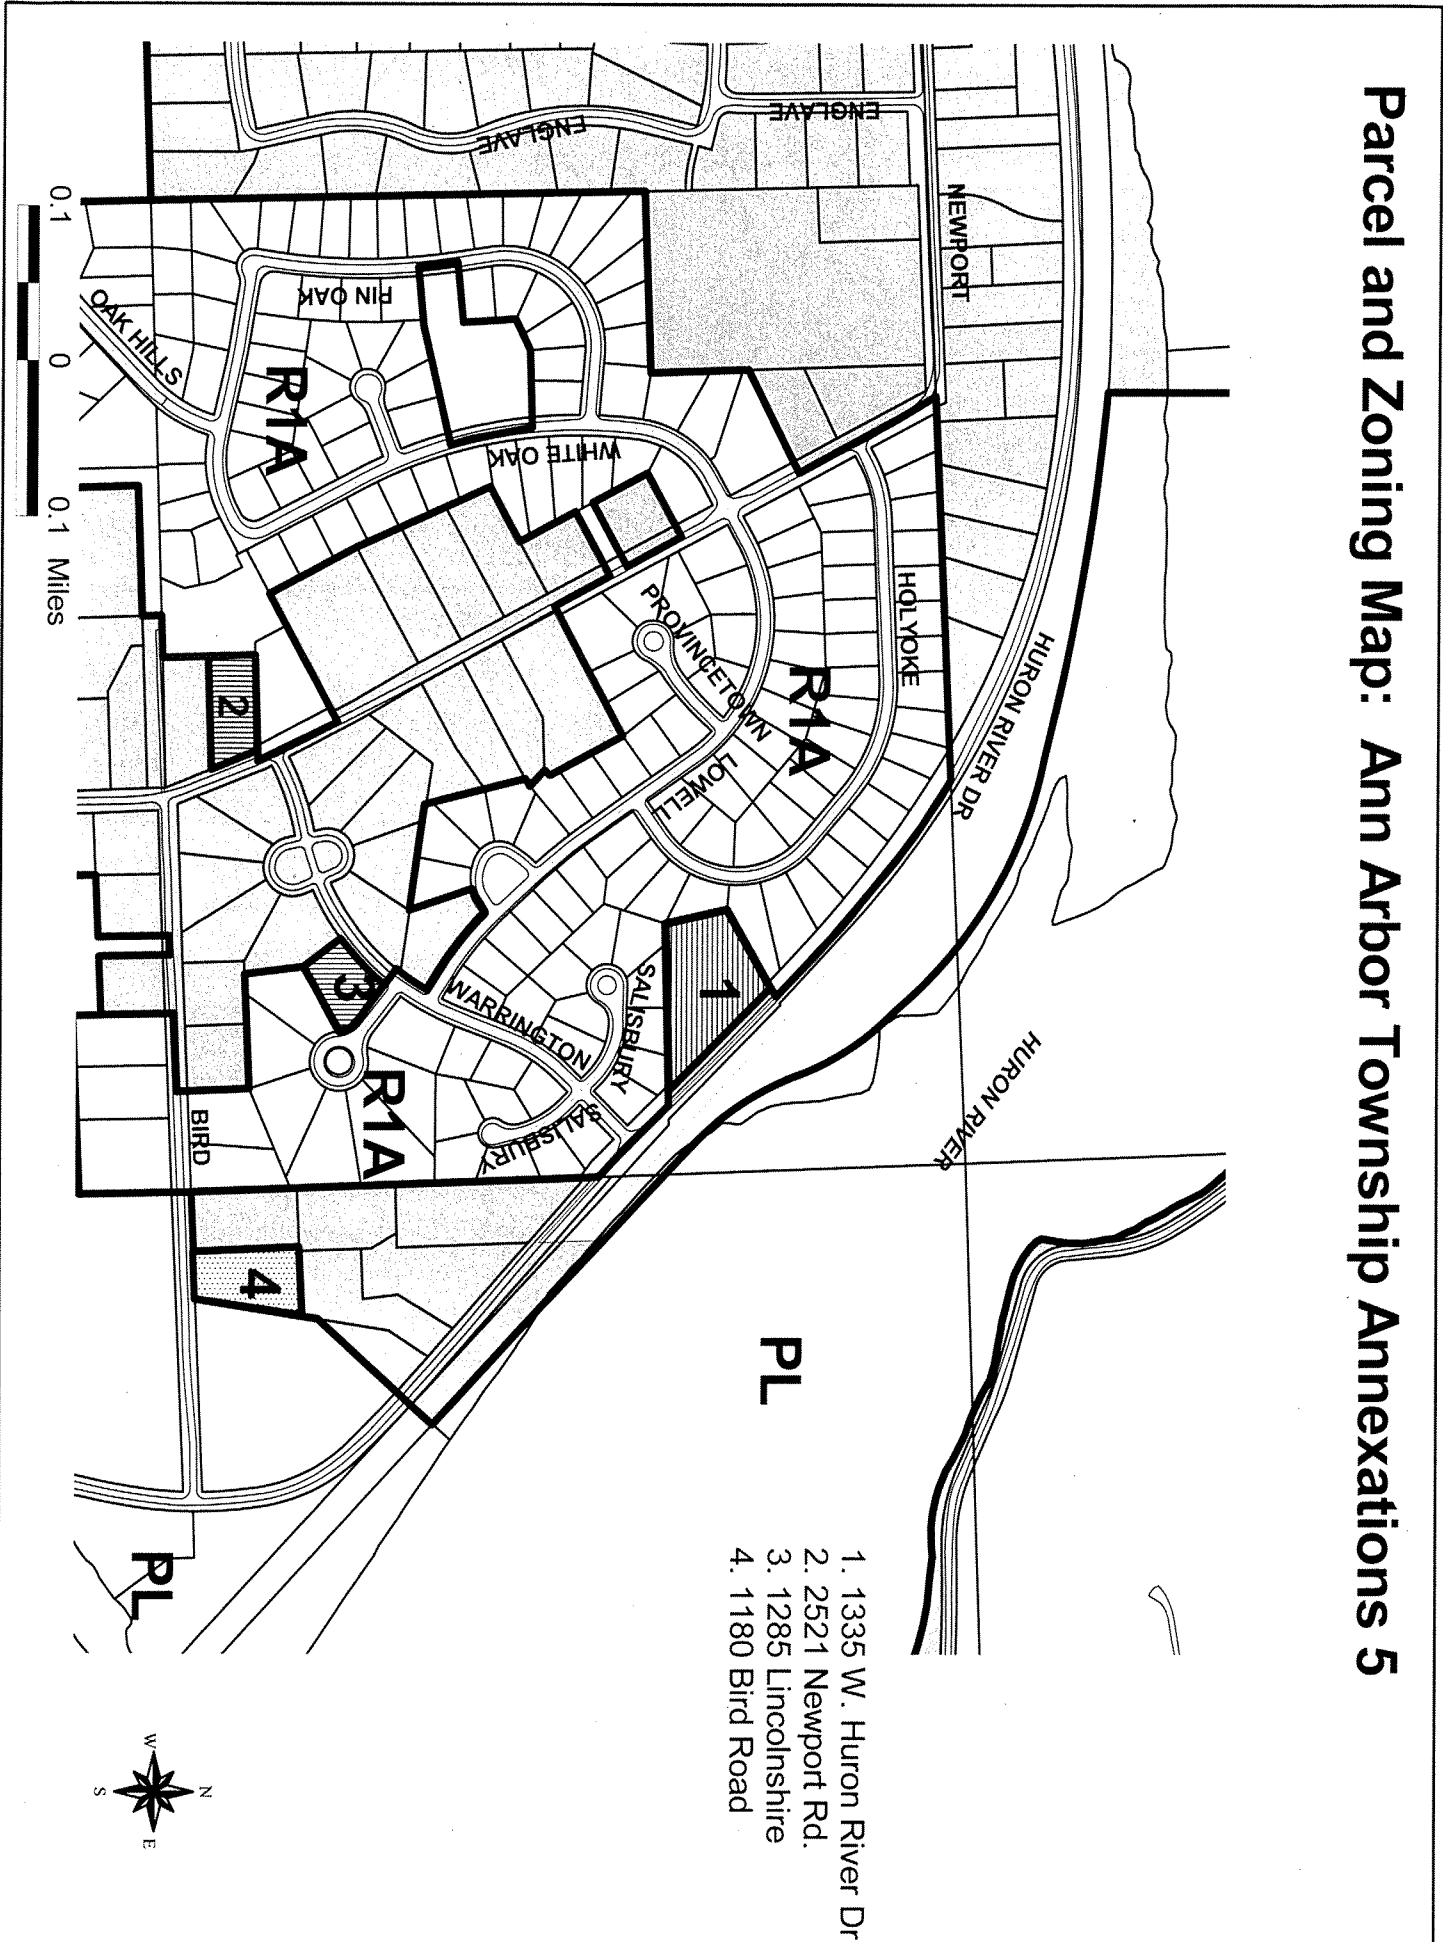 Parcel and Zoning Map: Ann Arbor Township Annexations 5
HURON RIVER DR
HURON RIVER
NEWPORT
ENGLAVE
ENGLAVE
HOLYOKE
R1A
PROVINCETOWN
LOWELL
WHITE OAK
PIN OAK
R1A
OAK HILLS
1
SALISBURY
WARRINGTON
SALISBURY
2
3
R1A
BIRD
4
PL
PL
1. 1335 W. Huron River Dr
2. 2521 Newport Rd.
3. 1285 Lincolnshire
4. 1180 Bird Road
0.1 0 0.1 Miles
N
W E
S